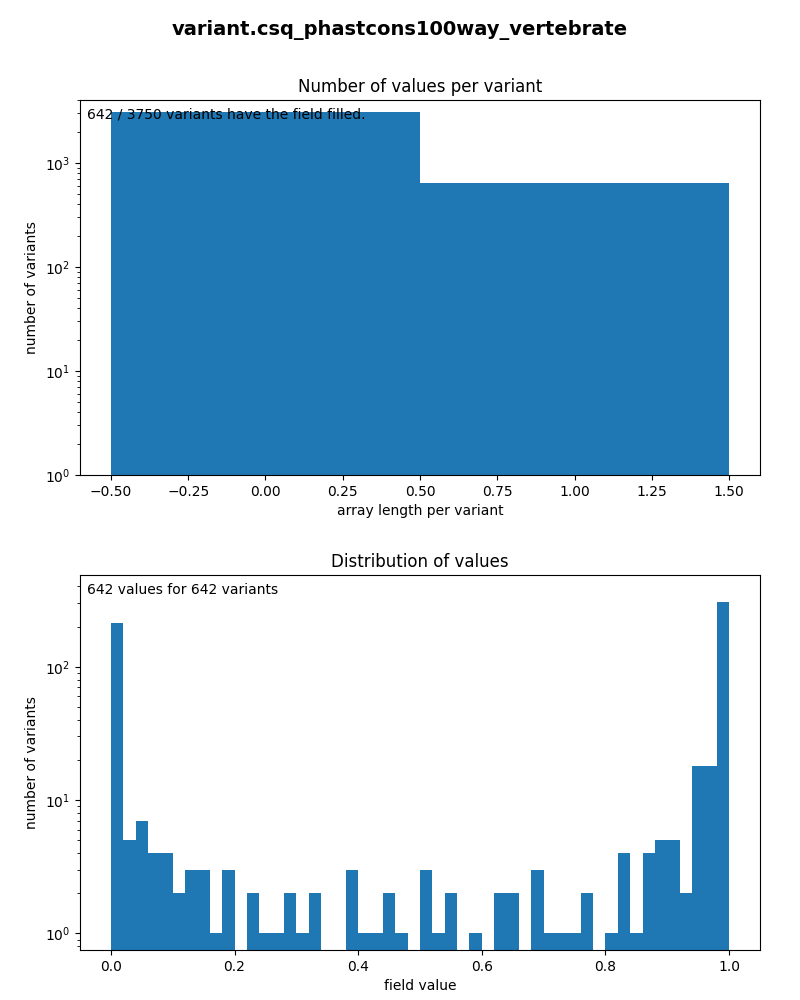 variant.csq_phastcons100way_vertebrate
Number of values per variant
642 / 3750 variants have the field filled.
number of variants
10³
10²
10¹
10⁰
−0.50 −0.25 0.00 0.25 0.50 0.75 1.00 1.25 1.50
array length per variant
Distribution of values
642 values for 642 variants
number of variants
10²
10¹
10⁰
0.0 0.2 0.4 0.6 0.8 1.0
field value